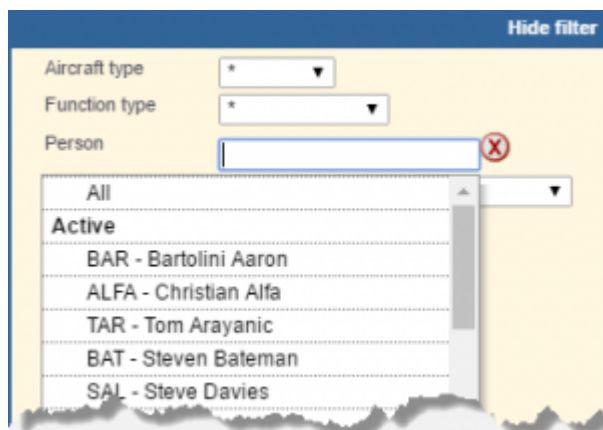 Hide filter
Aircraft type * ▼
Function type * ▼
Person X
All
Active
BAR - Bartolini Aaron
ALFA - Christian Alfa
TAR - Tom Arayanic
BAT - Steven Bateman
SAL - Steve Davies